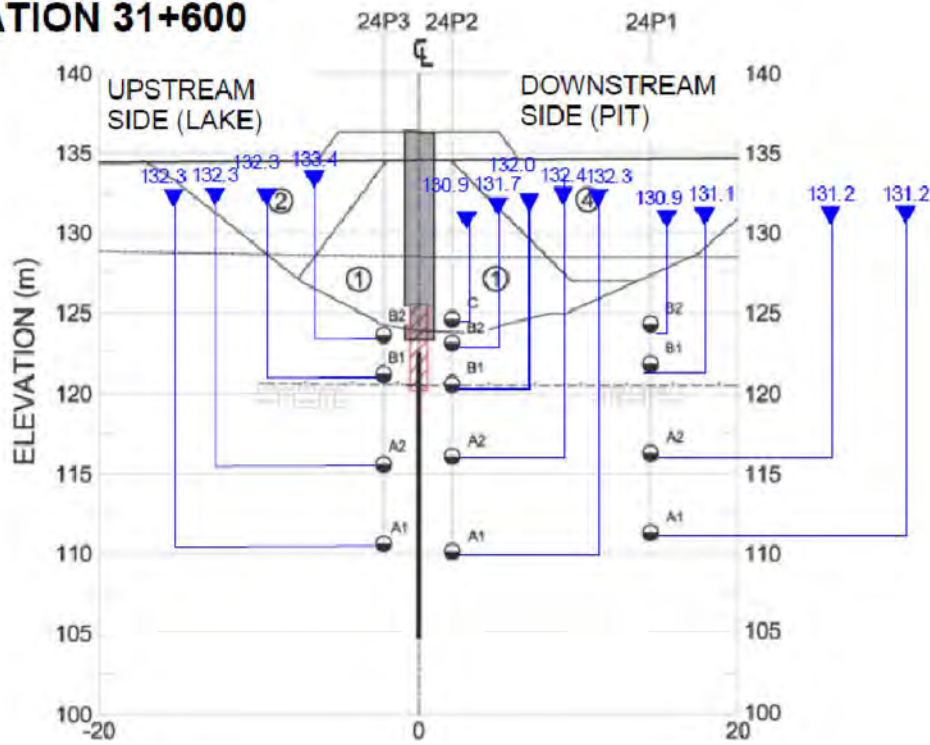 ATION 31+600
24P3 24P2 24P1
℄
140 140
UPSTREAM
SIDE (LAKE)
DOWNSTREAM
SIDE (PIT)
135 135
132.3 132.3 132.3 133.4 130.9 131.7 132.0 132.4 132.3 130.9 131.1 131.2 131.2
2 4
130 130
1 1
125 125
B2 C B2 B2
B1 B1 B1
120 120
A2 A2 A2
115 115
A1 A1 A1
110 110
105 105
100 100
-20 0 20
ELEVATION (m)